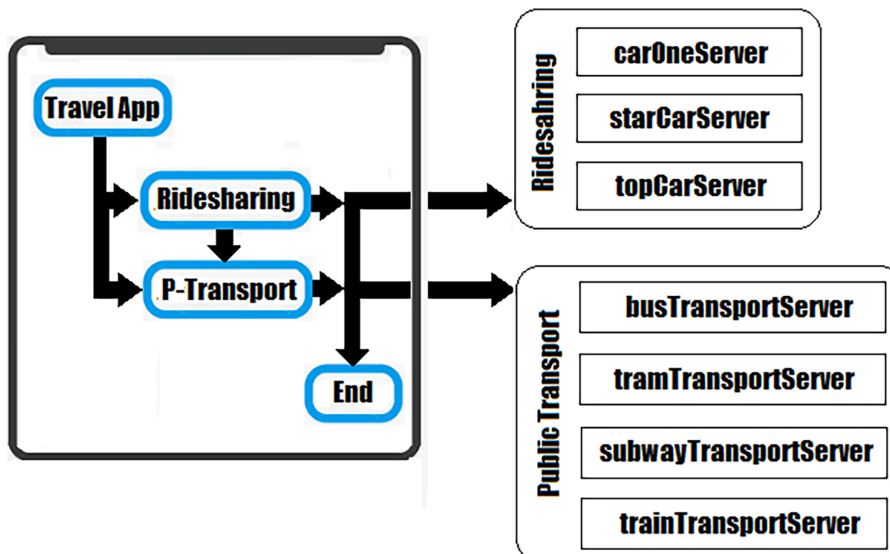 Travel App
Ridesharing
P-Transport
End
Ridesahring
carOneServer
starCarServer
topCarServer
Public Transport
busTransportServer
tramTransportServer
subwayTransportServer
trainTransportServer